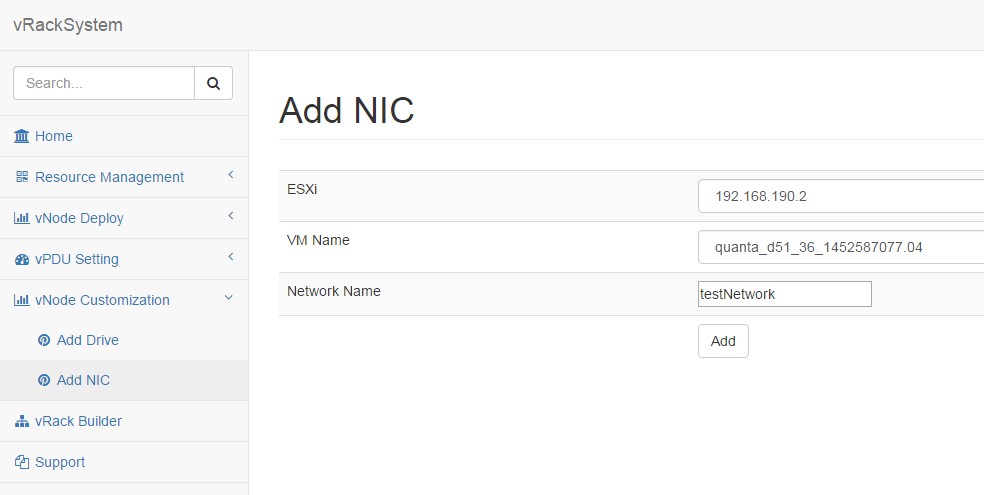 vRackSystem
Search...
Home
Resource Management
vNode Deploy
vPDU Setting
vNode Customization
Add Drive
Add NIC
vRack Builder
Support
Add NIC
ESXi
192.168.190.2
VM Name
quanta_d51_36_1452587077.04
Network Name
testNetwork
Add